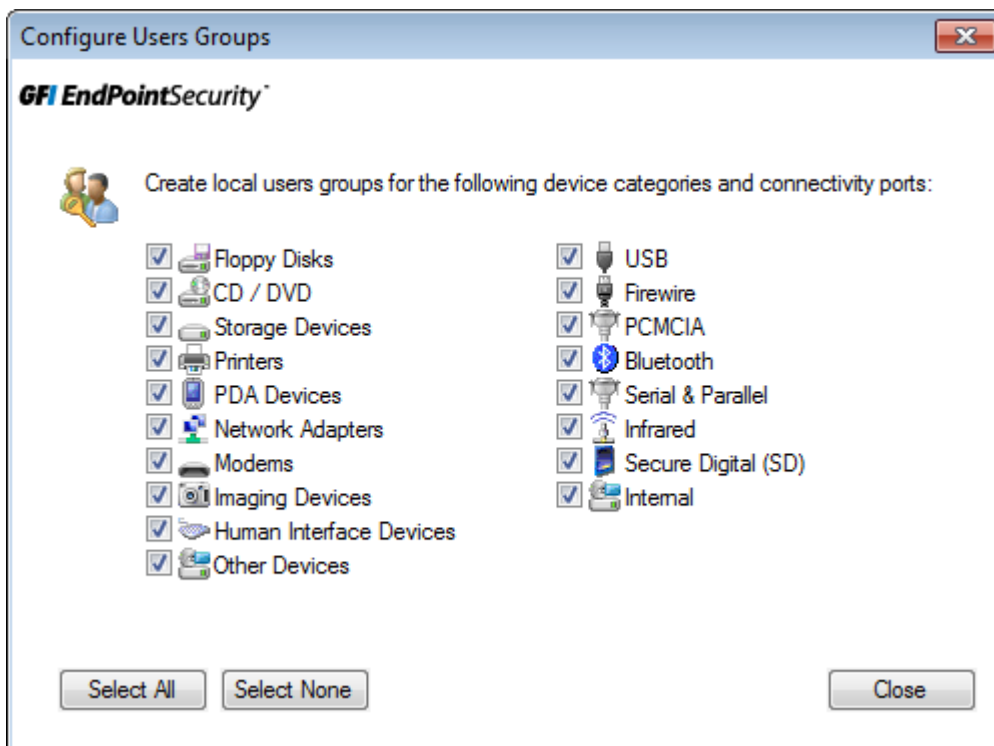 Configure Users Groups
GFI EndPointSecurity™
Create local users groups for the following device categories and connectivity ports:
Floppy Disks
CD / DVD
Storage Devices
Printers
PDA Devices
Network Adapters
Modems
Imaging Devices
Human Interface Devices
Other Devices
USB
Firewire
PCMCIA
Bluetooth
Serial & Parallel
Infrared
Secure Digital (SD)
Internal
Select All
Select None
Close